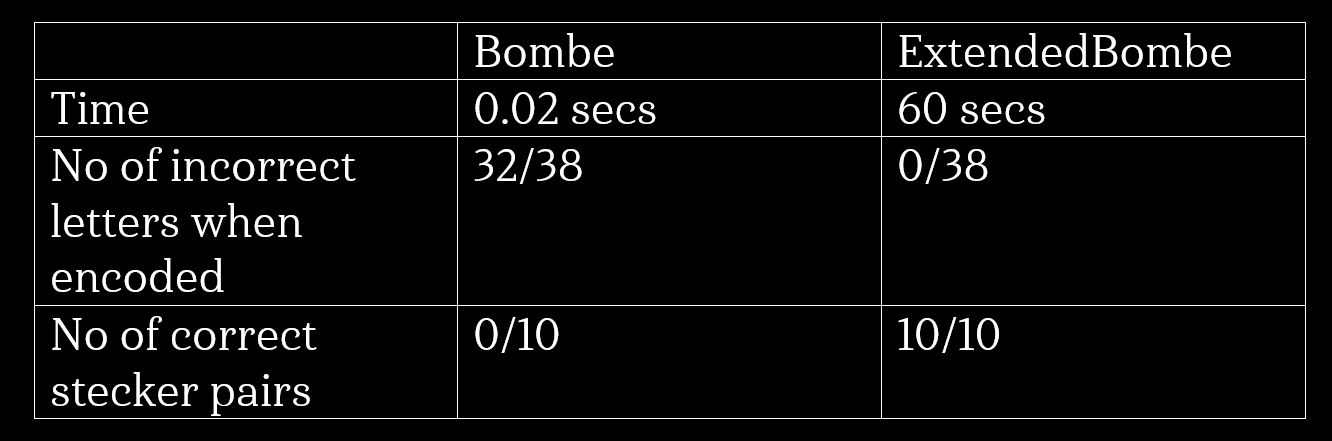 Bombe ExtendedBombe
Time 0.02 secs 60 secs
No of incorrect 32/38 0/38
letters when
encoded
No of correct 0/10 10/10
stecker pairs